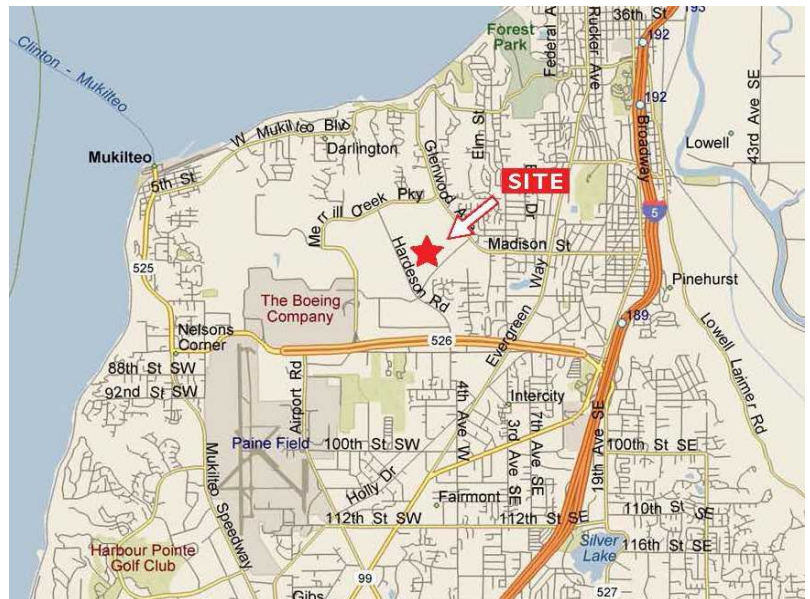 36th St
193
192
Forest
Park
Federal A
Rucker Ave
Clinton - Mukilteo
192
Broadway
W Mukilteo Blvd
Elm St
Lowell
43rd Ave SE
Mukilteo
Darlington
Glenwood A
5th St
SITE
Dr
5
Merrill Creek Pky
Madison St
Hardeson Rd
525
Way
Pinehurst
The Boeing
Company
Evergreen
189
Nelsons
Corner
526
Lowell Larimer Rd
88th St SW
92nd St SW
Airport Rd
4th Ave W
Intercity
3rd Ave SE
7th Ave SE
19th Ave SE
Paine Field
100th St SW
100th St SE
Mukilteo Speedway
Holly Dr
Fairmont
110th St SE
112th St SW
112th St SE
Silver
Lake
116th St SE
Harbour Pointe
Golf Club
99
Gibs
527